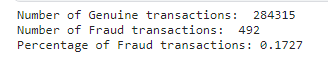 Number of Genuine transactions:  284315
Number of Fraud transactions:  492
Percentage of Fraud transactions: 0.1727